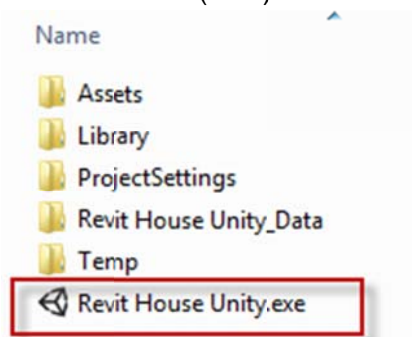 Name
Assets
Library
ProjectSettings
Revit House Unity_Data
Temp
Revit House Unity.exe